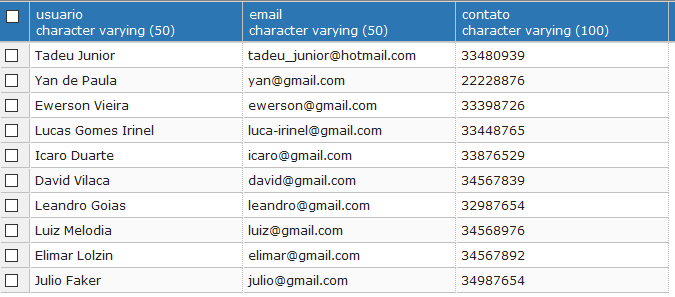 usuario email contato
character varying (50) character varying (50) character varying (100)
Tadeu Junior tadeu_junior@hotmail.com 33480939
Yan de Paula yan@gmail.com 22228876
Ewerson Vieira ewerson@gmail.com 33398726
Lucas Gomes Irinel luca-irinel@gmail.com 33448765
Icaro Duarte icaro@gmail.com 33876529
David Vilaca david@gmail.com 34567839
Leandro Goias leandro@gmail.com 32987654
Luiz Melodia luiz@gmail.com 34568976
Elimar Lolzin elimar@gmail.com 34567892
Julio Faker julio@gmail.com 34987654